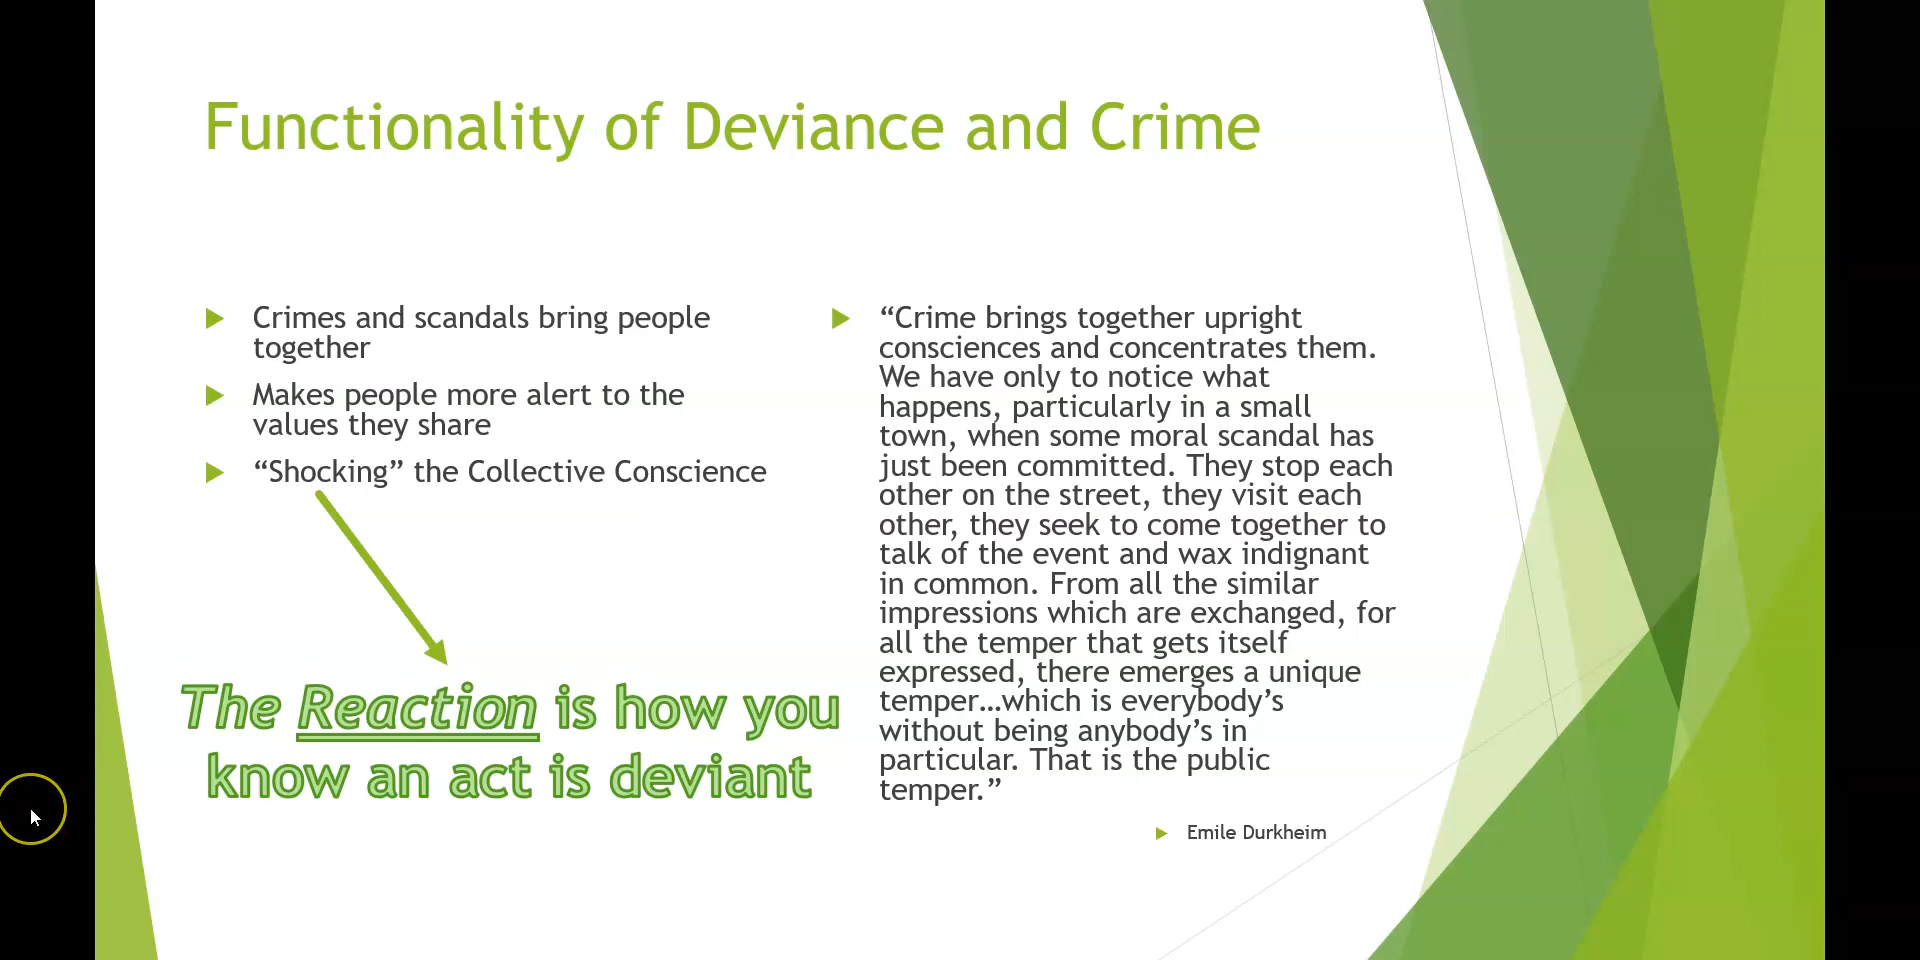 Functionality of Deviance and Crime
Crimes and scandals bring people
together
Makes people more alert to the
values they share
“Shocking” the Collective Conscience
The Reaction is how you
know an act is deviant
“Crime brings together upright
consciences and concentrates them.
We have only to notice what
happens, particularly in a small
town, when some moral scandal has
just been committed. They stop each
other on the street, they visit each
other, they seek to come together to
talk of the event and wax indignant
in common. From all the similar
impressions which are exchanged, for
all the temper that gets itself
expressed, there emerges a unique
temper…which is everybody’s
without being anybody’s in
particular. That is the public
temper.”
Emile Durkheim